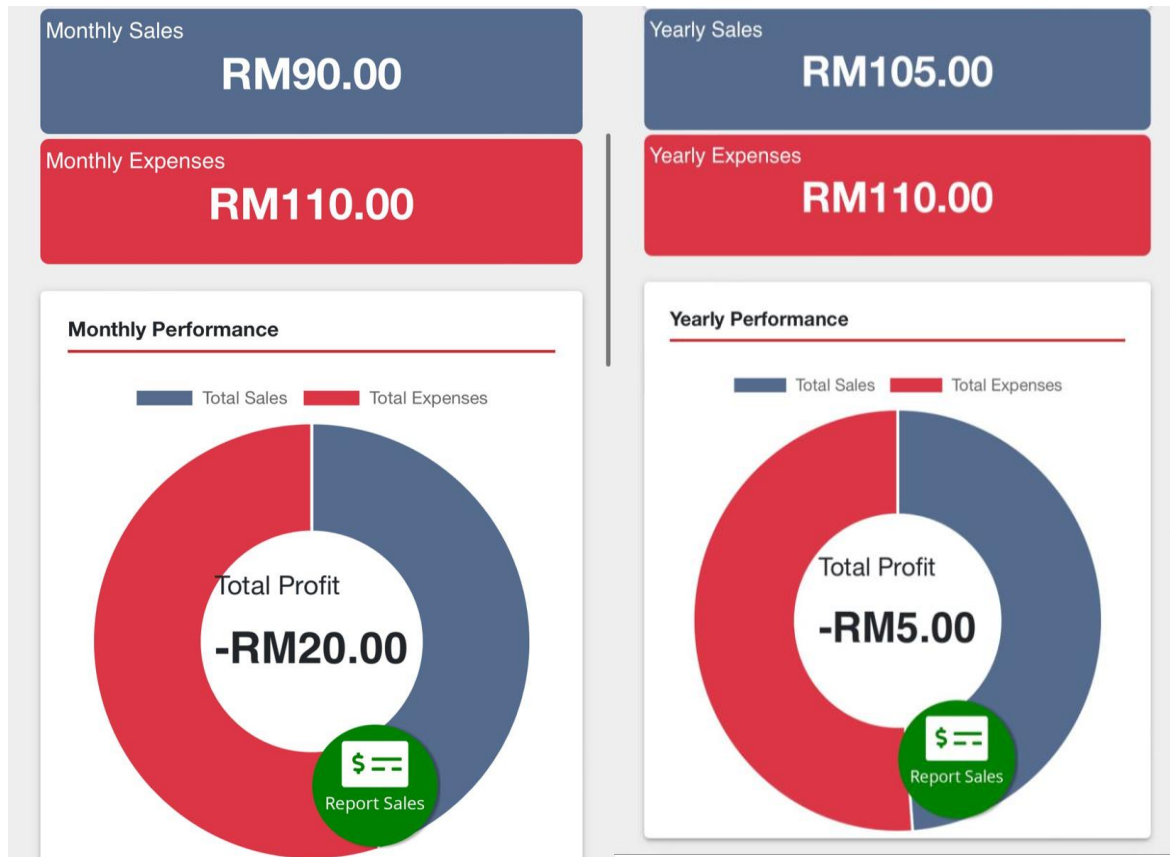 Monthly Sales
RM90.00
Monthly Expenses
RM110.00
Monthly Performance
Total Sales Total Expenses
Total Profit
-RM20.00
$
Report Sales
Yearly Sales
RM105.00
Yearly Expenses
RM110.00
Yearly Performance
Total Sales Total Expenses
Total Profit
-RM5.00
$
Report Sales